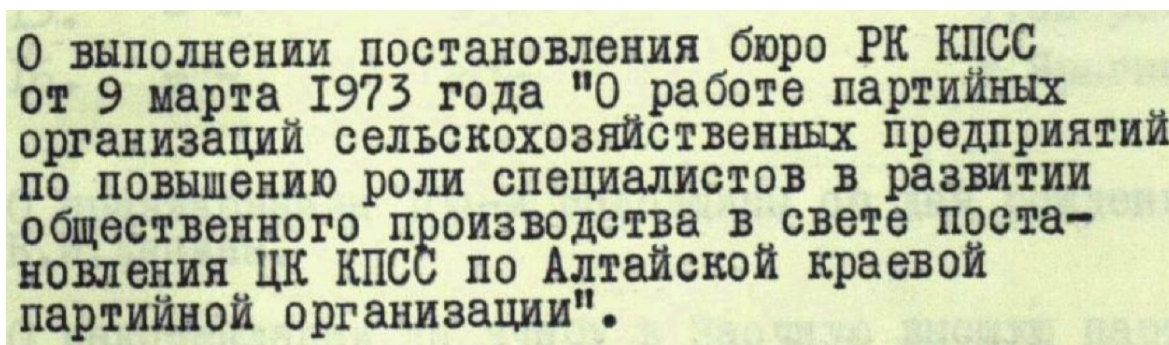 О выполнении постановления бюро РК КПСС
от 9 марта I973 года "О работе партийных
организаций сельскохозяйственных предприятий
по повышению роли специалистов в развитии
общественного производства в свете поста-
новления ЦК КПСС по Алтайской краевой
партийной организации".